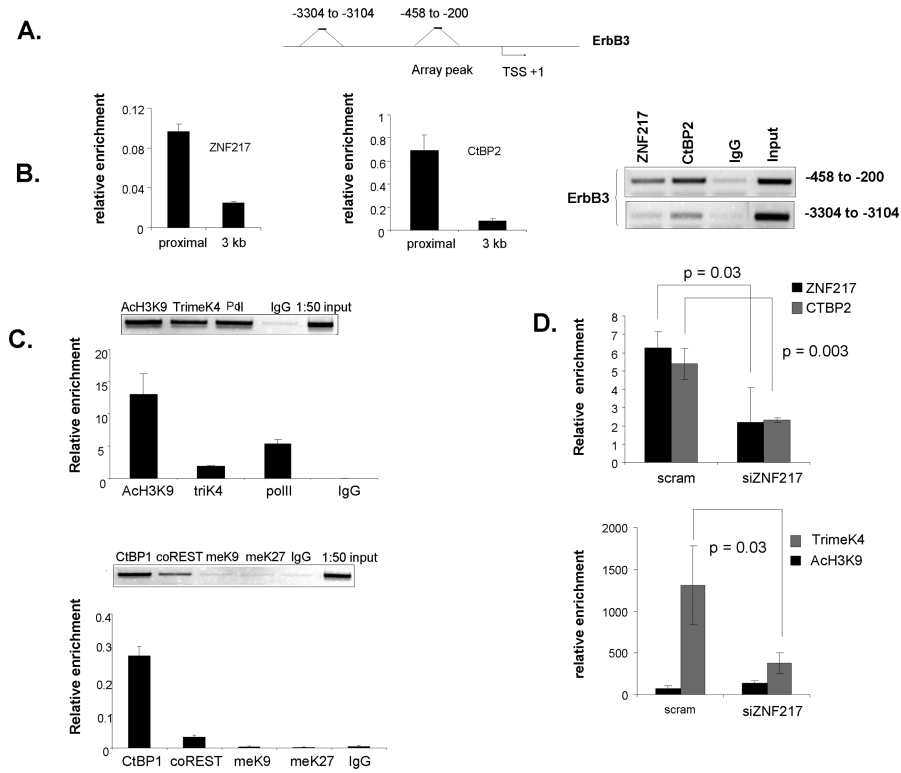 A.
-3304 to -3104
-458 to -200
ErbB3
Array peak
TSS +1
B.
relative enrichment
0.12
0.08
0.04
0
ZNF217
proximal
3 kb
relative enrichment
1
0.8
0.6
0.4
0.2
0
CtBP2
proximal
3 kb
ZNF217
CtBP2
IgG
Input
ErbB3
-458 to -200
-3304 to -3104
C.
AcH3K9 TrimeK4 PolI IgG 1:50 input
Relative enrichment
20
15
10
5
0
AcH3K9
triK4
polII
IgG
CtBP1 coREST meK9 meK27 IgG 1:50 input
Relative enrichment
0.4
0.3
0.2
0.1
0
CtBP1
coREST
meK9
meK27
IgG
D.
p = 0.03
ZNF217
CTBP2
p = 0.003
Relative enrichment
8
7
6
5
4
3
2
1
0
scram
siZNF217
TrimeK4
AcH3K9
p = 0.03
relative enrichment
2000
1500
1000
500
0
scram
siZNF217